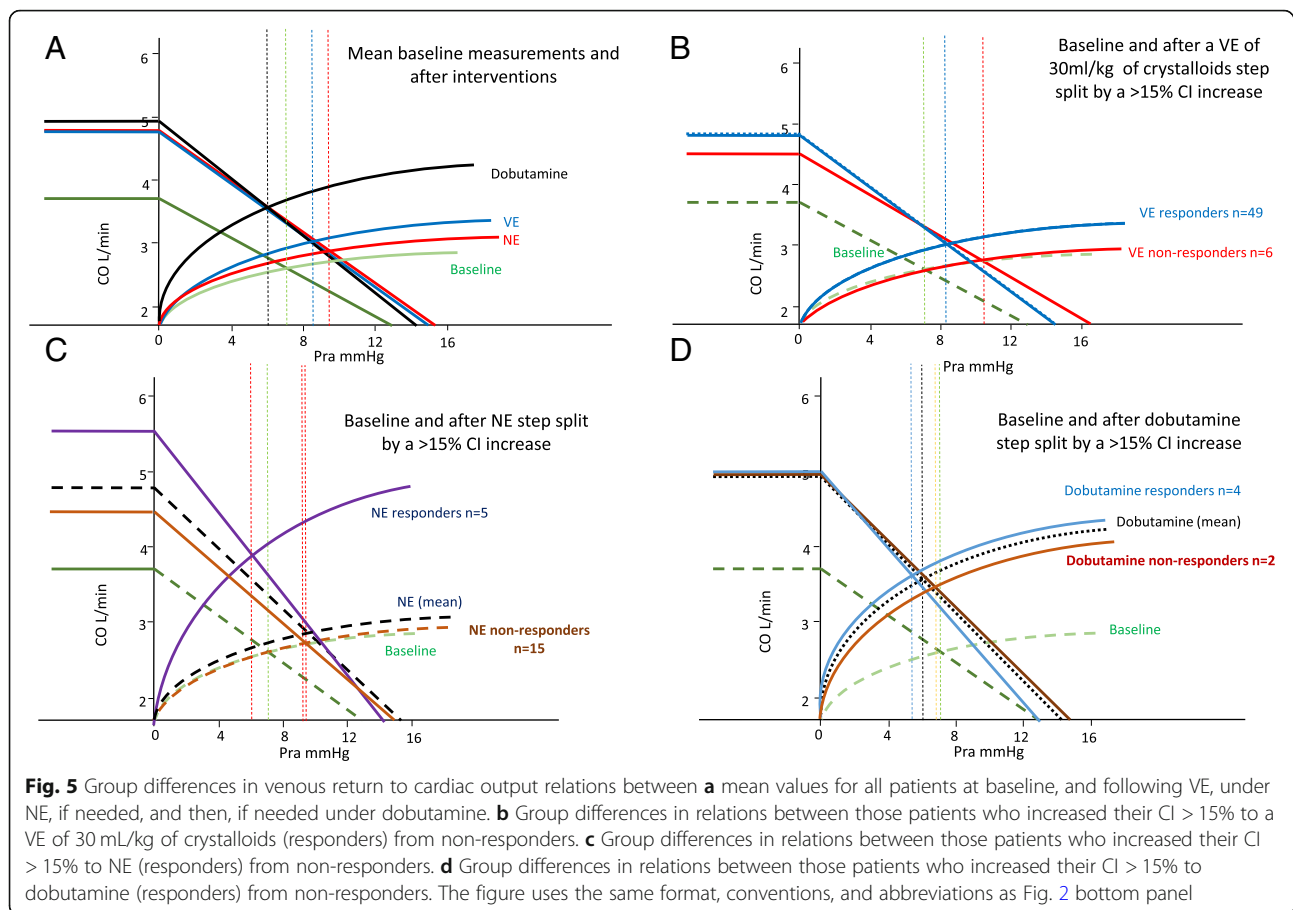 A
Mean baseline measurements and
after interventions
6
5
4
3
2
CO L/min
Dobutamine
VE
NE
Baseline
0 4 8 12 16
Pra mmHg
B
Baseline and after a VE of
30ml/kg of crystalloids step
split by a >15% CI increase
6
5
4
3
2
CO L/min
VE responders n=49
Baseline
VE non-responders n=6
0 4 8 12 16
Pra mmHg
C
Baseline and after NE step split
by a >15% CI increase
6
5
4
3
2
CO L/min
NE responders n=5
NE (mean)
NE non-responders
n=15
Baseline
0 4 8 12 16
Pra mmHg
D
Baseline and after dobutamine
step split by a >15% CI increase
6
5
4
3
2
CO L/min
Dobutamine responders n=4
Dobutamine (mean)
Dobutamine non-responders n=2
Baseline
0 4 8 12 16
Pra mmHg
Fig. 5 Group differences in venous return to cardiac output relations between a mean values for all patients at baseline, and following VE, under
NE, if needed, and then, if needed under dobutamine. b Group differences in relations between those patients who increased their CI > 15% to a
VE of 30 mL/kg of crystalloids (responders) from non-responders. c Group differences in relations between those patients who increased their CI
> 15% to NE (responders) from non-responders. d Group differences in relations between those patients who increased their CI > 15% to
dobutamine (responders) from non-responders. The figure uses the same format, conventions, and abbreviations as Fig. 2 bottom panel